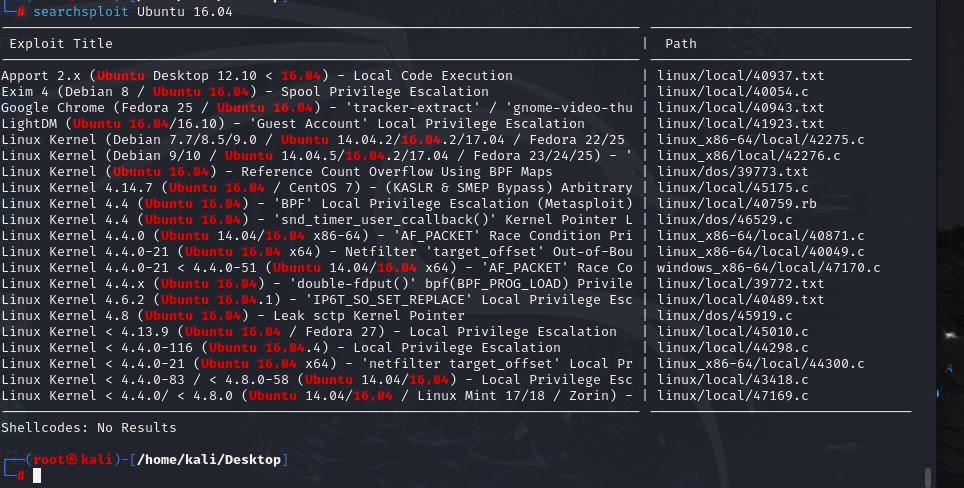 # searchsploit Ubuntu 16.04
Exploit Title | Path
Apport 2.x (Ubuntu Desktop 12.10 < 16.04) - Local Code Execution | linux/local/40937.txt
Exim 4 (Debian 8 / Ubuntu 16.04) - Spool Privilege Escalation | linux/local/40054.c
Google Chrome (Fedora 25 / Ubuntu 16.04) - 'tracker-extract' / 'gnome-video-thu | linux/local/40943.txt
LightDM (Ubuntu 16.04/16.10) - 'Guest Account' Local Privilege Escalation | linux/local/41923.txt
Linux Kernel (Debian 7.7/8.5/9.0 / Ubuntu 14.04.2/16.04.2/17.04 / Fedora 22/25 | linux_x86-64/local/42275.c
Linux Kernel (Debian 9/10 / Ubuntu 14.04.5/16.04.2/17.04 / Fedora 23/24/25) - ' | linux_x86/local/42276.c
Linux Kernel (Ubuntu 16.04) - Reference Count Overflow Using BPF Maps | linux/dos/39773.txt
Linux Kernel 4.14.7 (Ubuntu 16.04 / CentOS 7) - (KASLR & SMEP Bypass) Arbitrary | linux/local/45175.c
Linux Kernel 4.4 (Ubuntu 16.04) - 'BPF' Local Privilege Escalation (Metasploit) | linux/local/40759.rb
Linux Kernel 4.4 (Ubuntu 16.04) - 'snd_timer_user_ccallback()' Kernel Pointer L | linux/dos/46529.c
Linux Kernel 4.4.0 (Ubuntu 14.04/16.04 x86-64) - 'AF_PACKET' Race Condition Pri | linux_x86-64/local/40871.c
Linux Kernel 4.4.0-21 (Ubuntu 16.04 x64) - Netfilter 'target_offset' Out-of-Bou | linux_x86-64/local/40049.c
Linux Kernel 4.4.0-21 < 4.4.0-51 (Ubuntu 14.04/16.04 x64) - 'AF_PACKET' Race Co | windows_x86-64/local/47170.c
Linux Kernel 4.4.x (Ubuntu 16.04) - 'double-fdput()' bpf(BPF_PROG_LOAD) Privile | linux/local/39772.txt
Linux Kernel 4.6.2 (Ubuntu 16.04.1) - 'IP6T_SO_SET_REPLACE' Local Privilege Esc | linux/local/40489.txt
Linux Kernel 4.8 (Ubuntu 16.04) - Leak sctp Kernel Pointer | linux/dos/45919.c
Linux Kernel < 4.13.9 (Ubuntu 16.04 / Fedora 27) - Local Privilege Escalation | linux/local/45010.c
Linux Kernel < 4.4.0-116 (Ubuntu 16.04.4) - Local Privilege Escalation | linux/local/44298.c
Linux Kernel < 4.4.0-21 (Ubuntu 16.04 x64) - 'netfilter target_offset' Local Pr | linux_x86-64/local/44300.c
Linux Kernel < 4.4.0-83 / < 4.8.0-58 (Ubuntu 14.04/16.04) - Local Privilege Esc | linux/local/43418.c
Linux Kernel < 4.4.0/ < 4.8.0 (Ubuntu 14.04/16.04 / Linux Mint 17/18 / Zorin) - | linux/local/47169.c
Shellcodes: No Results
(root㉿kali)-[/home/kali/Desktop]
#